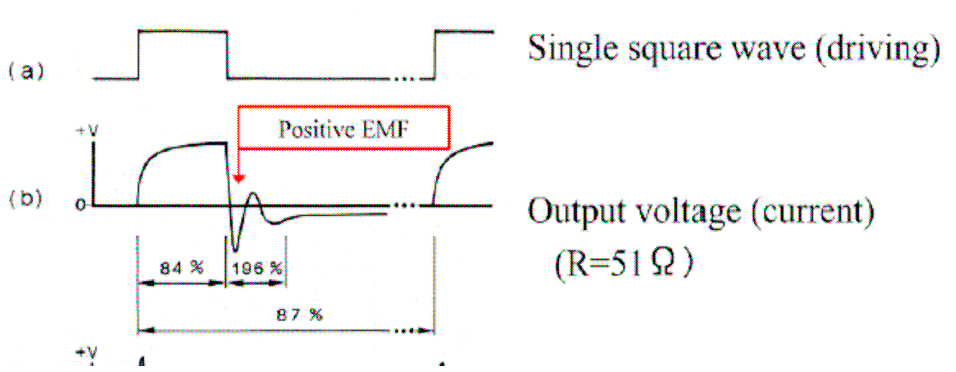 (a)
Single square wave (driving)
+V
Positive EMF
(b)
0
Output voltage (current)
(R=51Ω)
84 %
196 %
87 %
+V